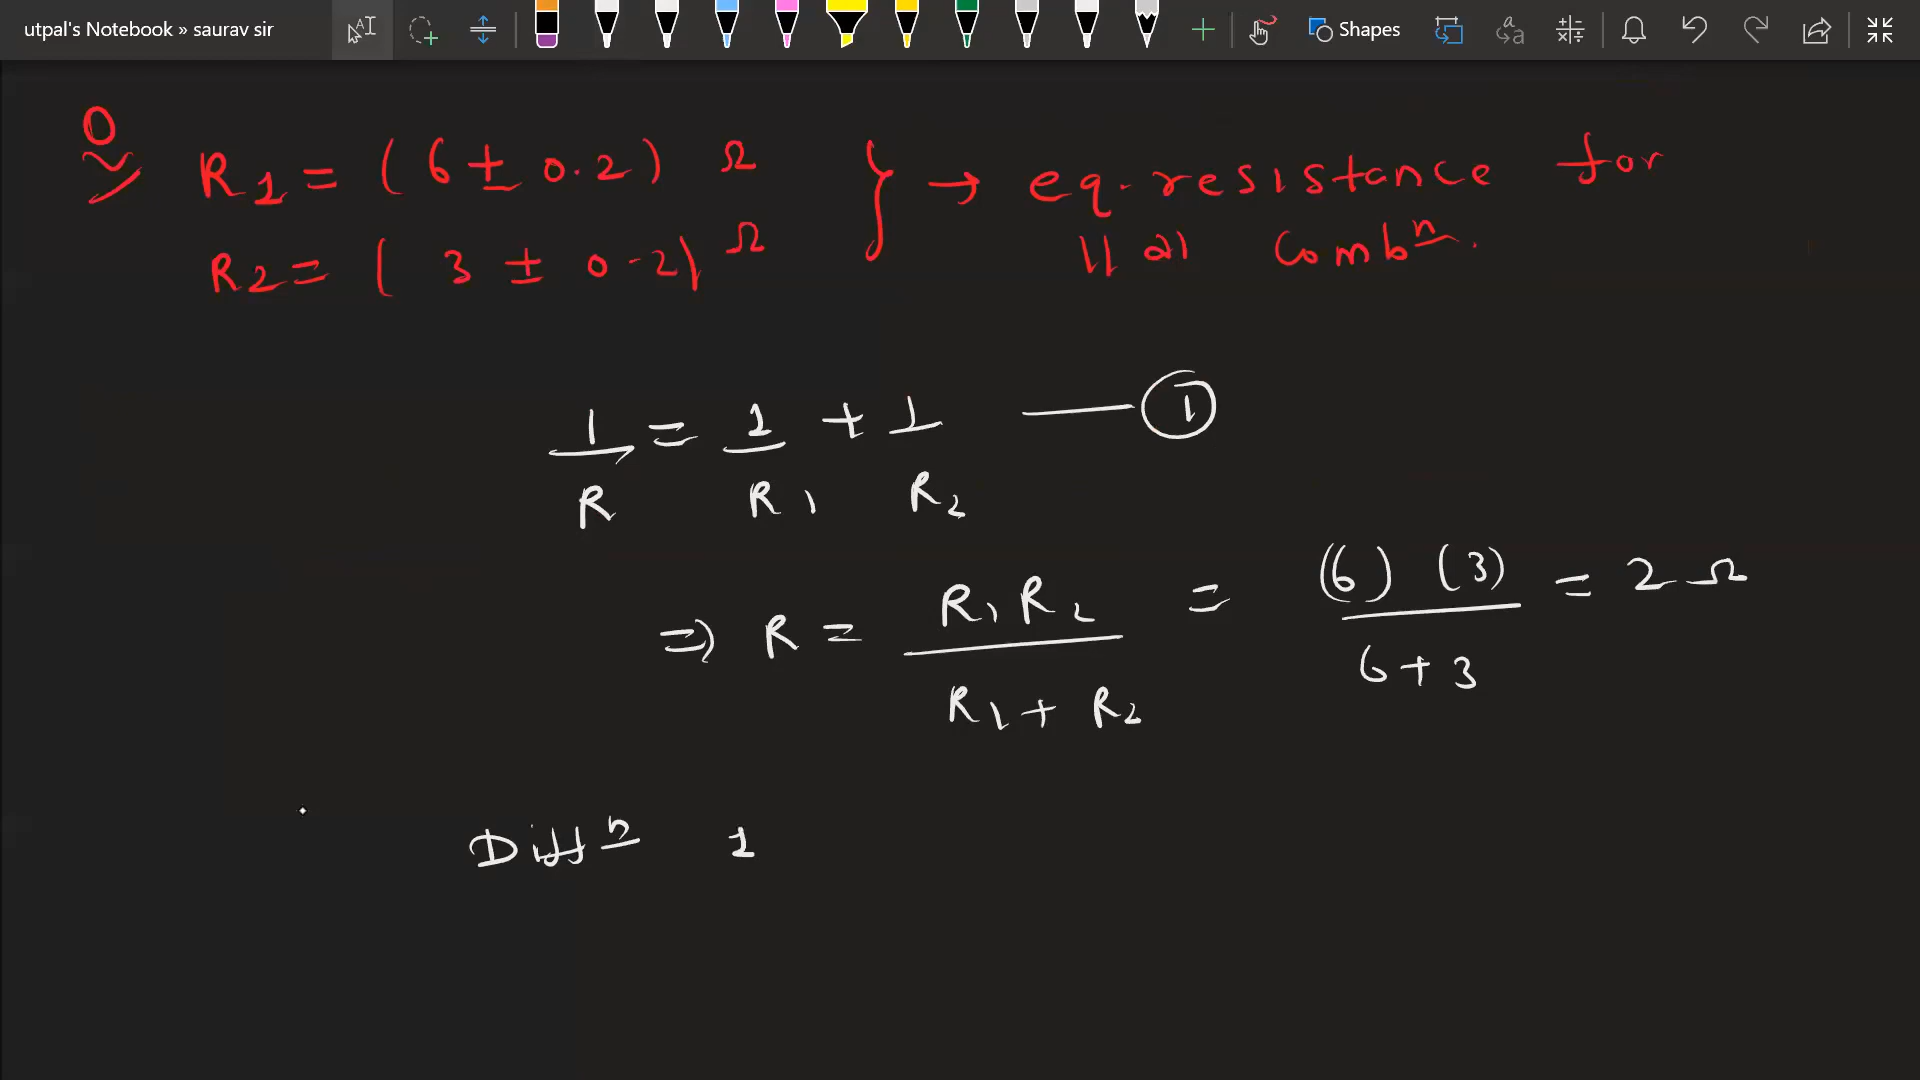 utpal's Notebook » saurav sir
Shapes
Q
R1 = (6 ± 0.2) Ω
R2 = (3 ± 0.2) Ω
} → eq. resistance for
|| al Combⁿ.
1/R = 1/R₁ + 1/R₂ —— ①
⇒ R = R₁R₂/(R₁ + R₂) = (6)(3)/(6+3) = 2 Ω
Diffⁿ 1